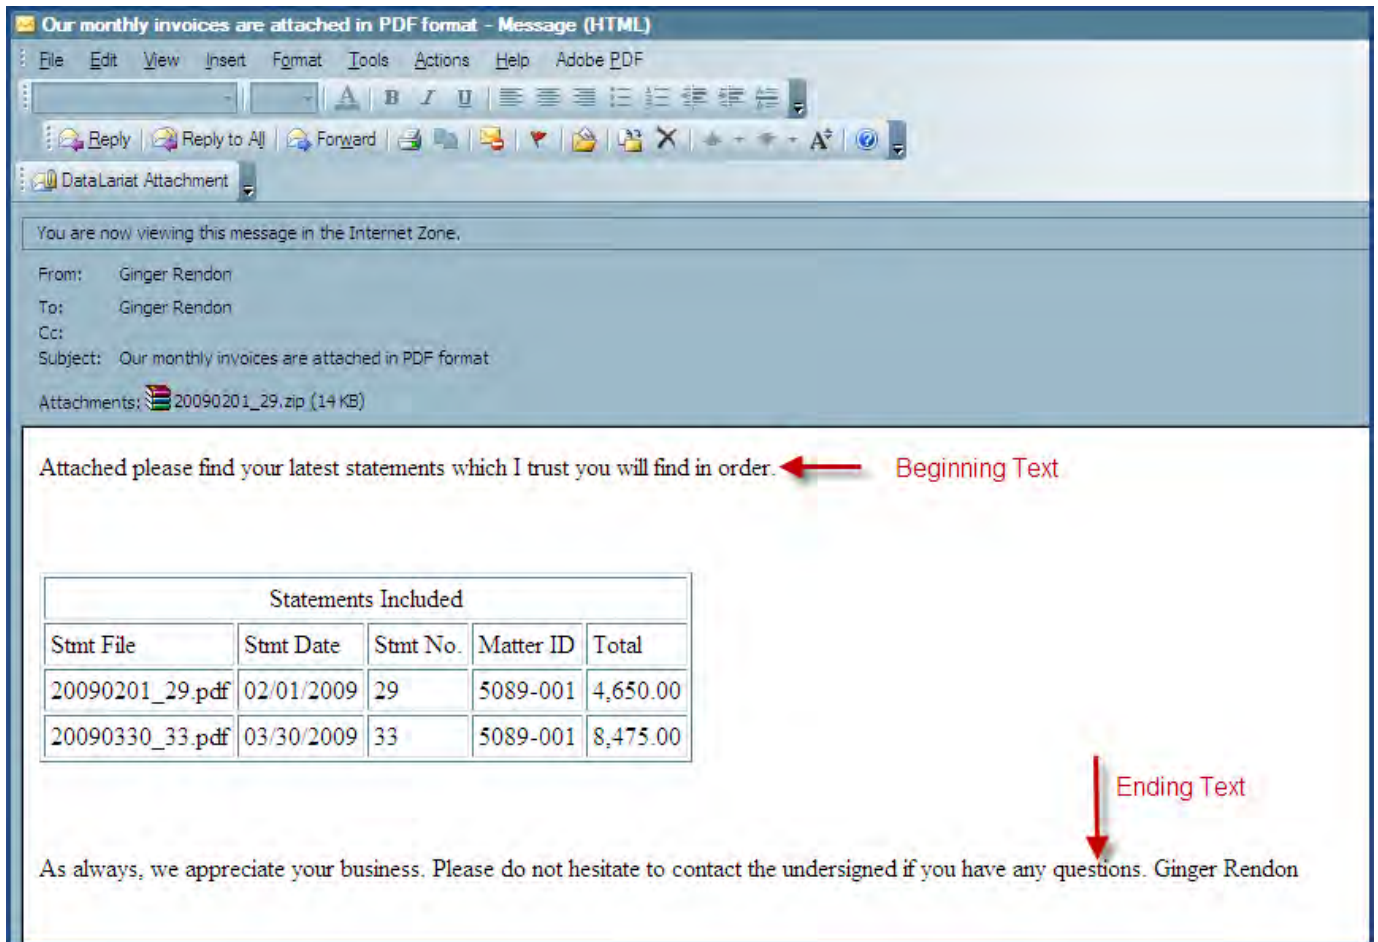 Our monthly invoices are attached in PDF format - Message (HTML)
File Edit View Insert Format Tools Actions Help Adobe PDF
A B I U
Reply Reply to All Forward A
DataLariat Attachment
You are now viewing this message in the Internet Zone.
From: Ginger Rendon
To: Ginger Rendon
Cc:
Subject: Our monthly invoices are attached in PDF format
Attachments: 20090201_29.zip (14 KB)
Attached please find your latest statements which I trust you will find in order. Beginning Text
Statements Included
Stmt File Stmt Date Stmt No. Matter ID Total
20090201_29.pdf 02/01/2009 29 5089-001 4,650.00
20090330_33.pdf 03/30/2009 33 5089-001 8,475.00
Ending Text
As always, we appreciate your business. Please do not hesitate to contact the undersigned if you have any questions. Ginger Rendon